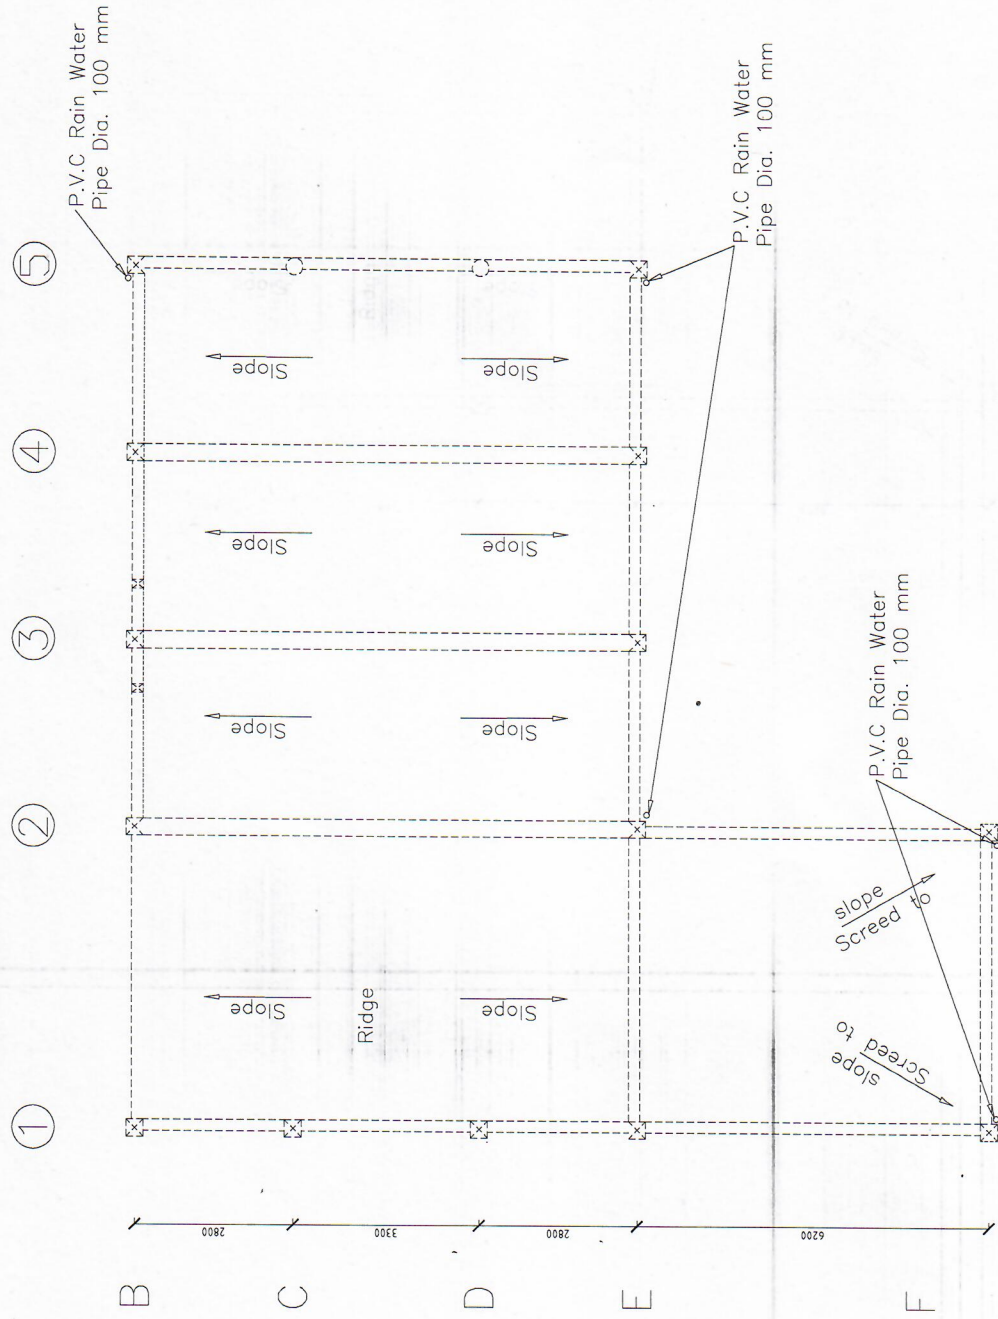 P.V.C Rain Water
Pipe Dia. 100 mm
5
Slope
Slope
P.V.C Rain Water
Pipe Dia. 100 mm
4
Slope
Slope
3
Slope
Slope
P.V.C Rain Water
Pipe Dia. 100 mm
2
Screed to
slope
Slope
Ridge
Slope
Screed to
slope
1
2800
3300
2800
6200
B
C
D
E
F